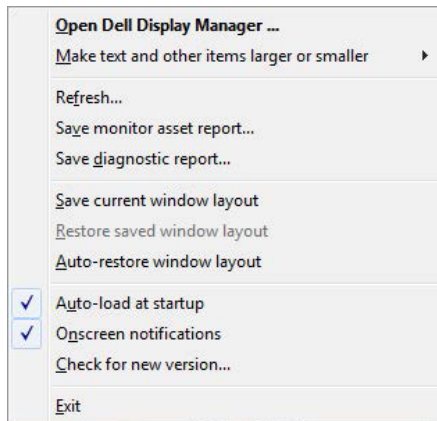 Open Dell Display Manager ...
Make text and other items larger or smaller
Refresh...
Save monitor asset report...
Save diagnostic report...
Save current window layout
Restore saved window layout
Auto-restore window layout
Auto-load at startup
Onscreen notifications
Check for new version...
Exit